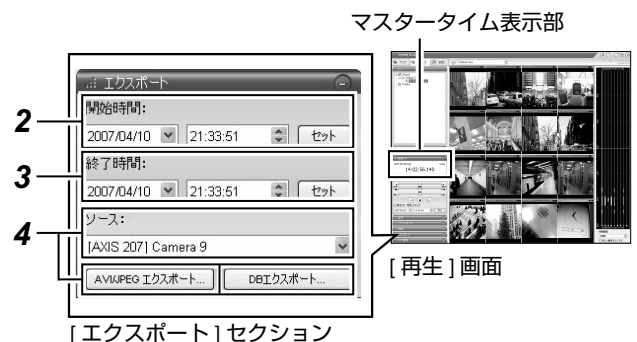 マスタータイム表示部
エクスポート
2
開始時間:
2007/04/10 21:33:51 セット
3
終了時間:
2007/04/10 21:33:51 セット
4
ソース:
[AXIS 207] Camera 9
AVI/JPEG エクスポート... DBエクスポート...
14:02:56.140
[ 再生 ] 画面
[ エクスポート ] セクション